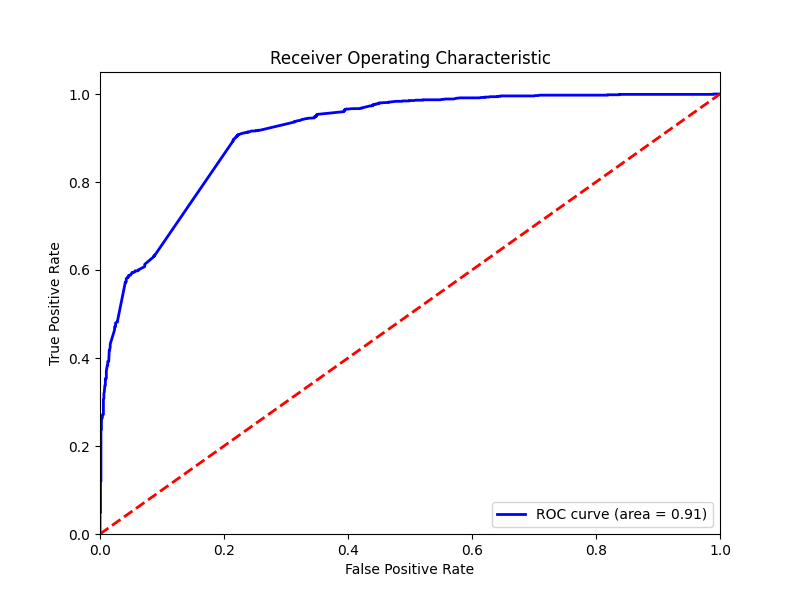 Receiver Operating Characteristic
True Positive Rate
1.0
0.8
0.6
0.4
0.2
0.0
ROC curve (area = 0.91)
0.0 0.2 0.4 0.6 0.8 1.0
False Positive Rate